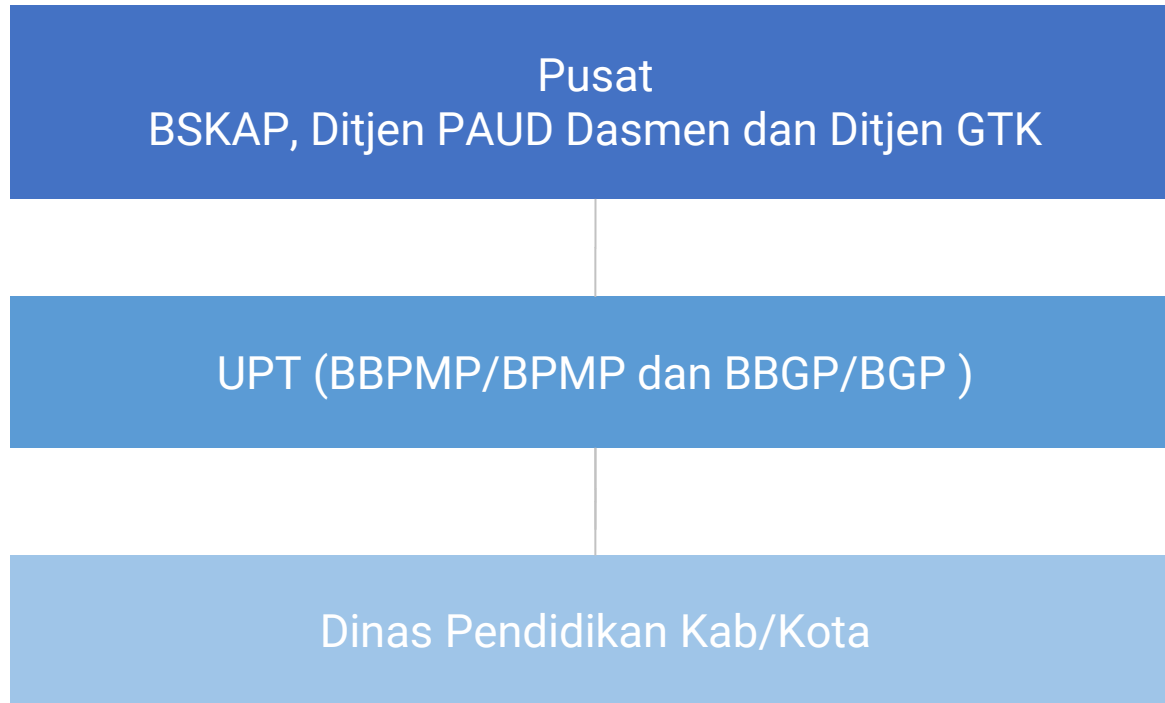 Pusat
BSKAP, Ditjen PAUD Dasmen dan Ditjen GTK
UPT (BBPMP/BPMP dan BBGP/BGP )
Dinas Pendidikan Kab/Kota